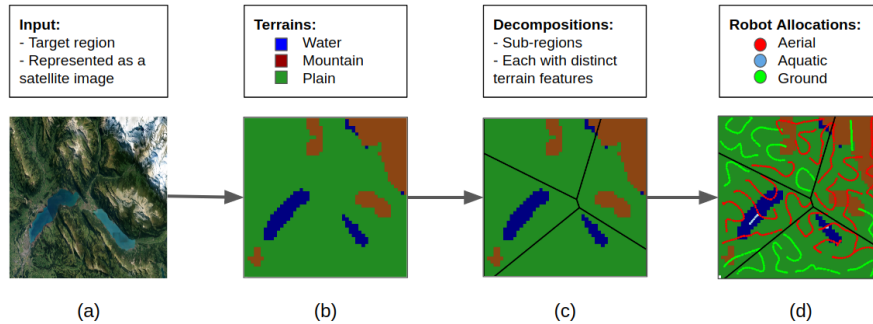 Input:
- Target region
- Represented as a
satellite image
Terrains:
Water
Mountain
Plain
Decompositions:
- Sub-regions
- Each with distinct
terrain features
Robot Allocations:
Aerial
Aquatic
Ground
(a)
(b)
(c)
(d)